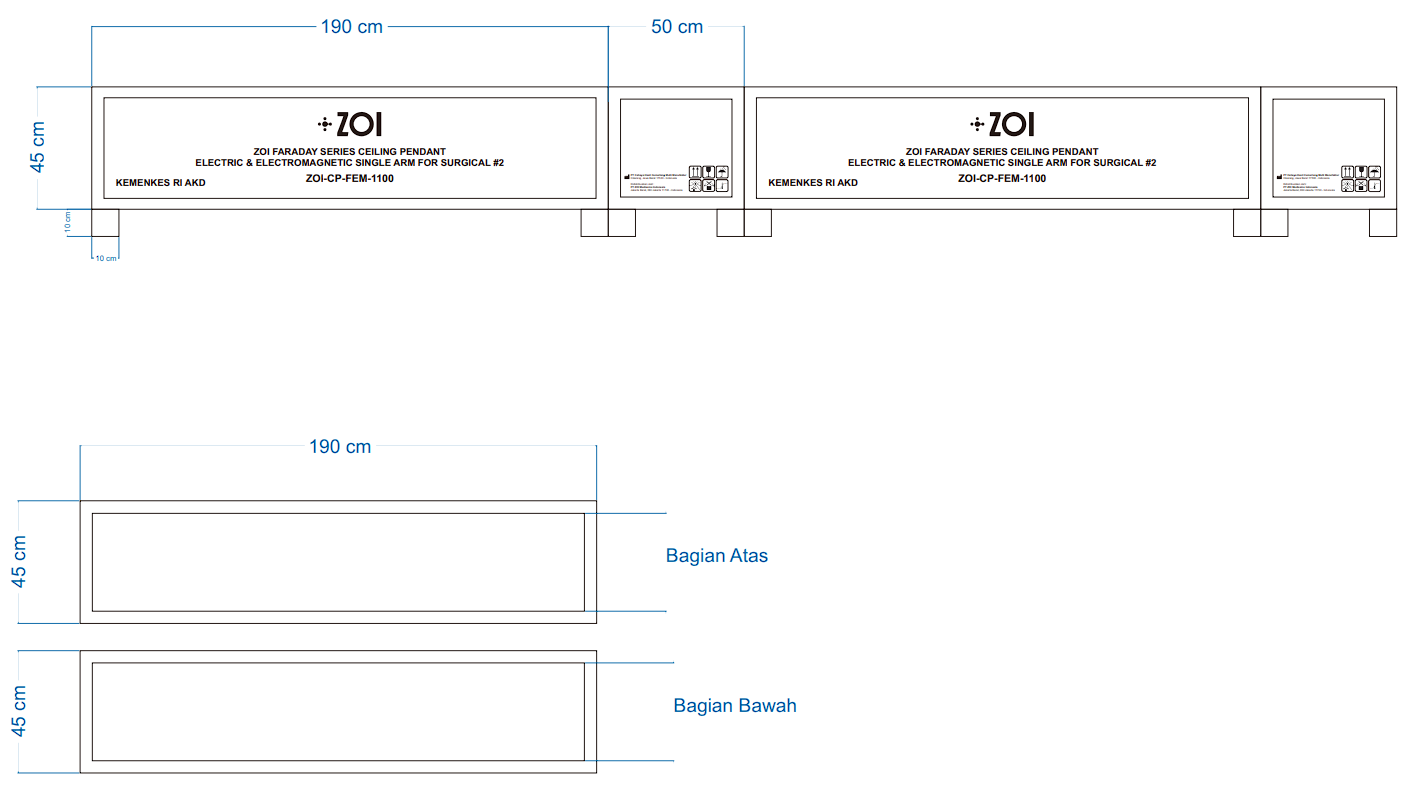 190 cm
50 cm
45 cm
ZOI
ZOI FARADAY SERIES CEILING PENDANT
ELECTRIC & ELECTROMAGNETIC SINGLE ARM FOR SURGICAL #2
ZOI-CP-FEM-1100
KEMENKES RI AKD
ZOI
ZOI FARADAY SERIES CEILING PENDANT
ELECTRIC & ELECTROMAGNETIC SINGLE ARM FOR SURGICAL #2
ZOI-CP-FEM-1100
KEMENKES RI AKD
10 cm
10 cm
190 cm
45 cm
Bagian Atas
45 cm
Bagian Bawah